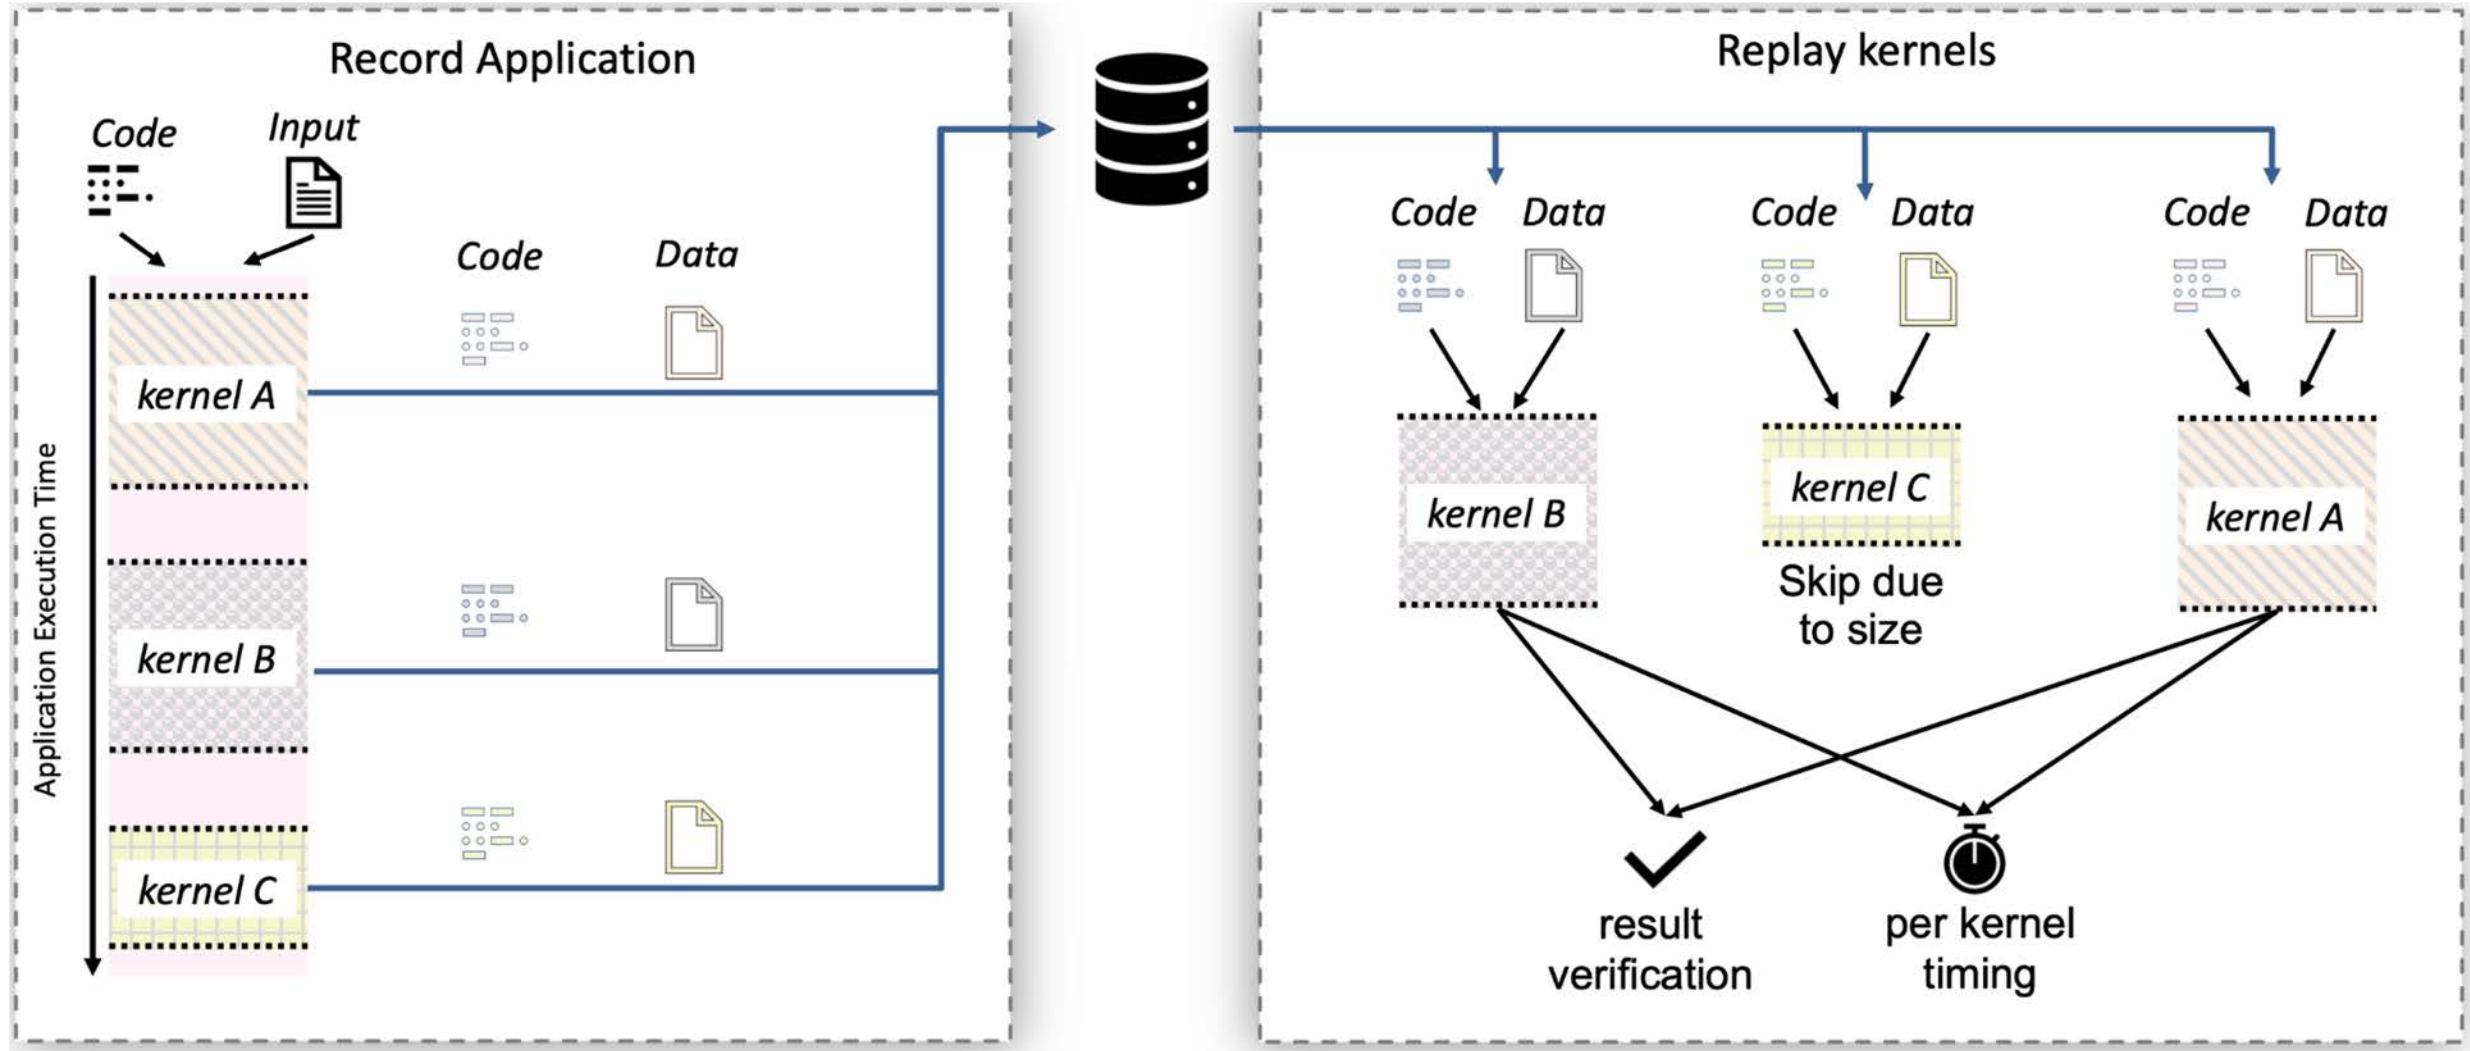 Record Application
Code
Input
Code
Data
kernel A
kernel B
kernel C
Application Execution Time
Replay kernels
Code Data
Code Data
Code Data
kernel B
kernel C
kernel A
Skip due
to size
result
verification
per kernel
timing